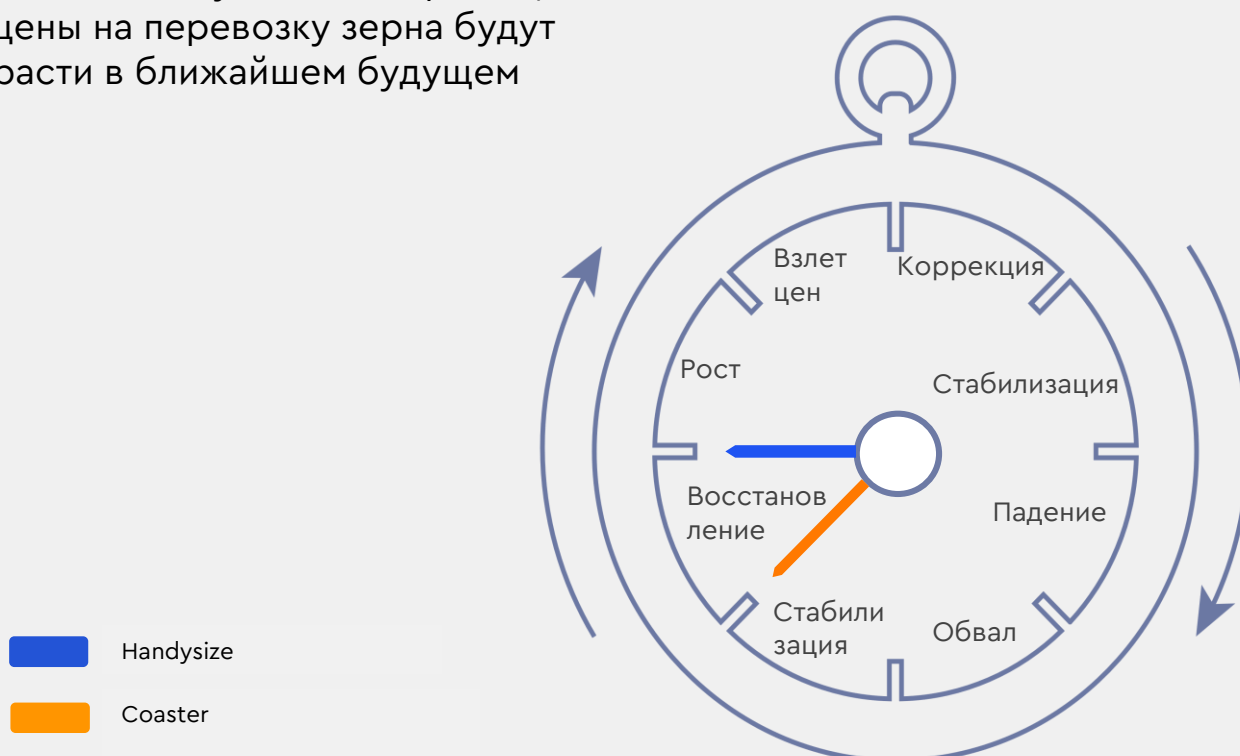 цены на перевозку зерна будут
расти в ближайшем будущем
Взлет
цен
Коррекция
Рост
Стабилизация
Восстанов
ление
Падение
Стабили
зация
Обвал
Handysize
Coaster